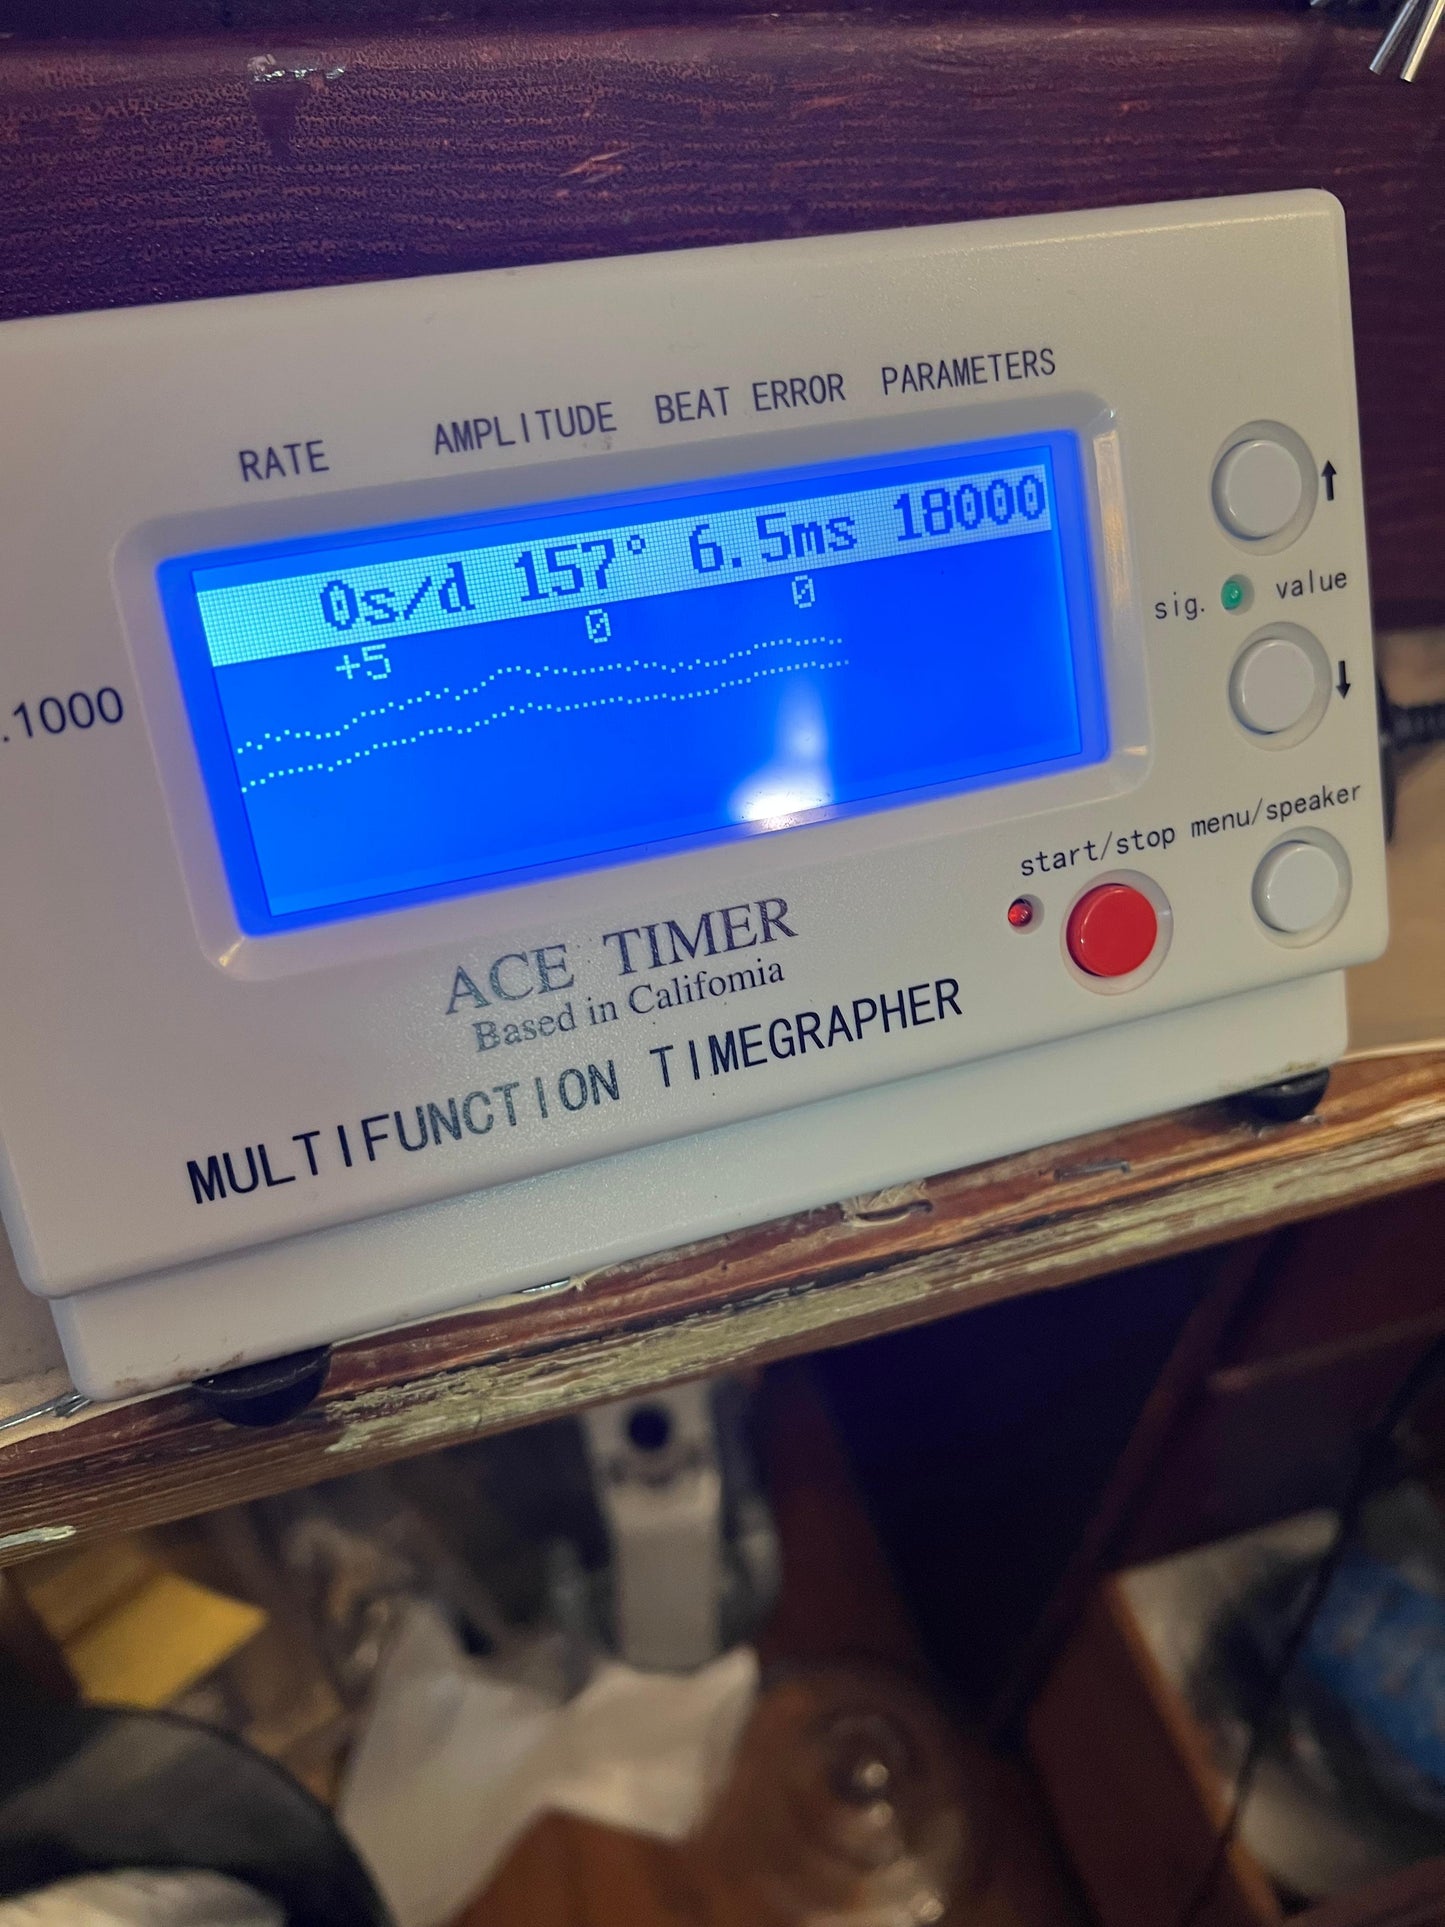 RATE AMPLITUDE BEAT ERROR PARAMETERS
0s/d 157° 6.5ms 18000
+5 0 0
.1000
↑
sig. value
↓
start/stop menu/speaker
ACE TIMER
Based in Califomia
MULTIFUNCTION TIMEGRAPHER